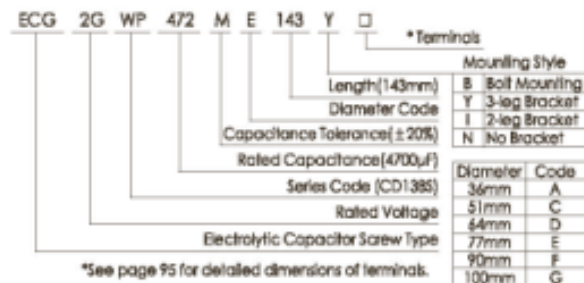 ECG 2G WP 472 M E 143 Y □
* Terminals
Mounting Style
B Bolt Mounting
Y 3-leg Bracket
I 2-leg Bracket
N No Bracket
Length(143mm)
Diameter Code
Capacitance Tolerance(±20%)
Rated Capacitance(4700μF)
Series Code (CD138S)
Rated Voltage
Electrolytic Capacitor Screw Type
Diameter Code
36mm A
51mm C
64mm D
77mm E
90mm F
100mm G
*See page 95 for detailed dimensions of terminals.